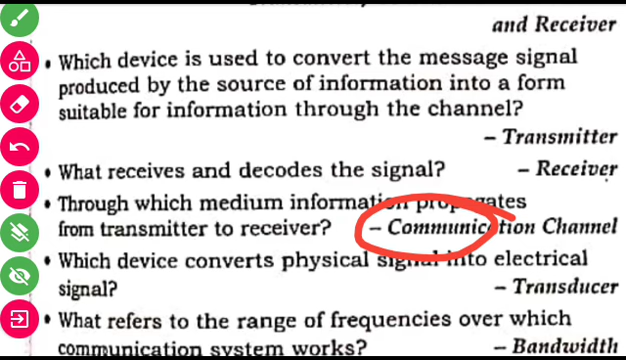 and Receiver
• Which device is used to convert the message signal
produced by the source of information into a form
suitable for information through the channel?
– Transmitter
• What receives and decodes the signal? – Receiver
• Through which medium information propagates
from transmitter to receiver? – Communication Channel
• Which device converts physical signal into electrical
signal? – Transducer
• What refers to the range of frequencies over which
communication system works? – Bandwidth